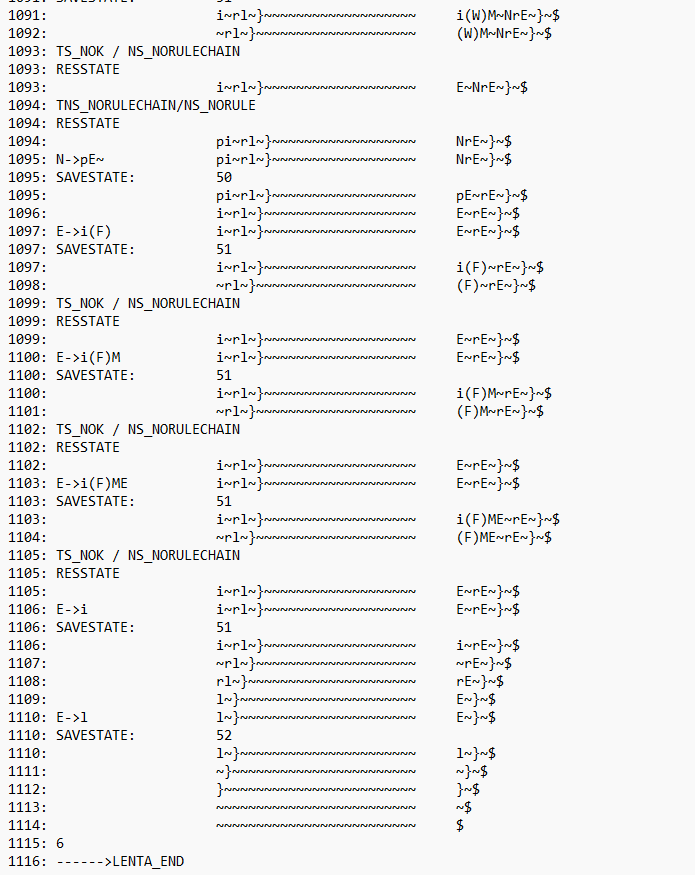 1091: SAVESTATE: 51
1091: i~rl~}~~~~~~~~~~~~~~~~~~~ i(W)M~NrE~}~$
1092: ~rl~}~~~~~~~~~~~~~~~~~~~~ (W)M~NrE~}~$
1093: TS_NOK / NS_NORULECHAIN
1093: RESSTATE
1093: i~rl~}~~~~~~~~~~~~~~~~~~~ E~NrE~}~$
1094: TNS_NORULECHAIN/NS_NORULE
1094: RESSTATE
1094: pi~rl~}~~~~~~~~~~~~~~~~~~ NrE~}~$
1095: N->pE~ pi~rl~}~~~~~~~~~~~~~~~~~~ NrE~}~$
1095: SAVESTATE: 50
1095: pi~rl~}~~~~~~~~~~~~~~~~~~ pE~rE~}~$
1096: i~rl~}~~~~~~~~~~~~~~~~~~~ E~rE~}~$
1097: E->i(F) i~rl~}~~~~~~~~~~~~~~~~~~~ E~rE~}~$
1097: SAVESTATE: 51
1097: i~rl~}~~~~~~~~~~~~~~~~~~~ i(F)~rE~}~$
1098: ~rl~}~~~~~~~~~~~~~~~~~~~~ (F)~rE~}~$
1099: TS_NOK / NS_NORULECHAIN
1099: RESSTATE
1099: i~rl~}~~~~~~~~~~~~~~~~~~~ E~rE~}~$
1100: E->i(F)M i~rl~}~~~~~~~~~~~~~~~~~~~ E~rE~}~$
1100: SAVESTATE: 51
1100: i~rl~}~~~~~~~~~~~~~~~~~~~ i(F)M~rE~}~$
1101: ~rl~}~~~~~~~~~~~~~~~~~~~~ (F)M~rE~}~$
1102: TS_NOK / NS_NORULECHAIN
1102: RESSTATE
1102: i~rl~}~~~~~~~~~~~~~~~~~~~ E~rE~}~$
1103: E->i(F)ME i~rl~}~~~~~~~~~~~~~~~~~~~ E~rE~}~$
1103: SAVESTATE: 51
1103: i~rl~}~~~~~~~~~~~~~~~~~~~ i(F)ME~rE~}~$
1104: ~rl~}~~~~~~~~~~~~~~~~~~~~ (F)ME~rE~}~$
1105: TS_NOK / NS_NORULECHAIN
1105: RESSTATE
1105: i~rl~}~~~~~~~~~~~~~~~~~~~ E~rE~}~$
1106: E->i i~rl~}~~~~~~~~~~~~~~~~~~~ E~rE~}~$
1106: SAVESTATE: 51
1106: i~rl~}~~~~~~~~~~~~~~~~~~~ i~rE~}~$
1107: ~rl~}~~~~~~~~~~~~~~~~~~~~ ~rE~}~$
1108: rl~}~~~~~~~~~~~~~~~~~~~~~ rE~}~$
1109: l~}~~~~~~~~~~~~~~~~~~~~~~ E~}~$
1110: E->l l~}~~~~~~~~~~~~~~~~~~~~~~ E~}~$
1110: SAVESTATE: 52
1110: l~}~~~~~~~~~~~~~~~~~~~~~~ l~}~$
1111: ~}~~~~~~~~~~~~~~~~~~~~~~~ ~}~$
1112: }~~~~~~~~~~~~~~~~~~~~~~~~ }~$
1113: ~~~~~~~~~~~~~~~~~~~~~~~~~ ~$
1114: ~~~~~~~~~~~~~~~~~~~~~~~~~ $
1115: 6
1116: ------>LENTA_END